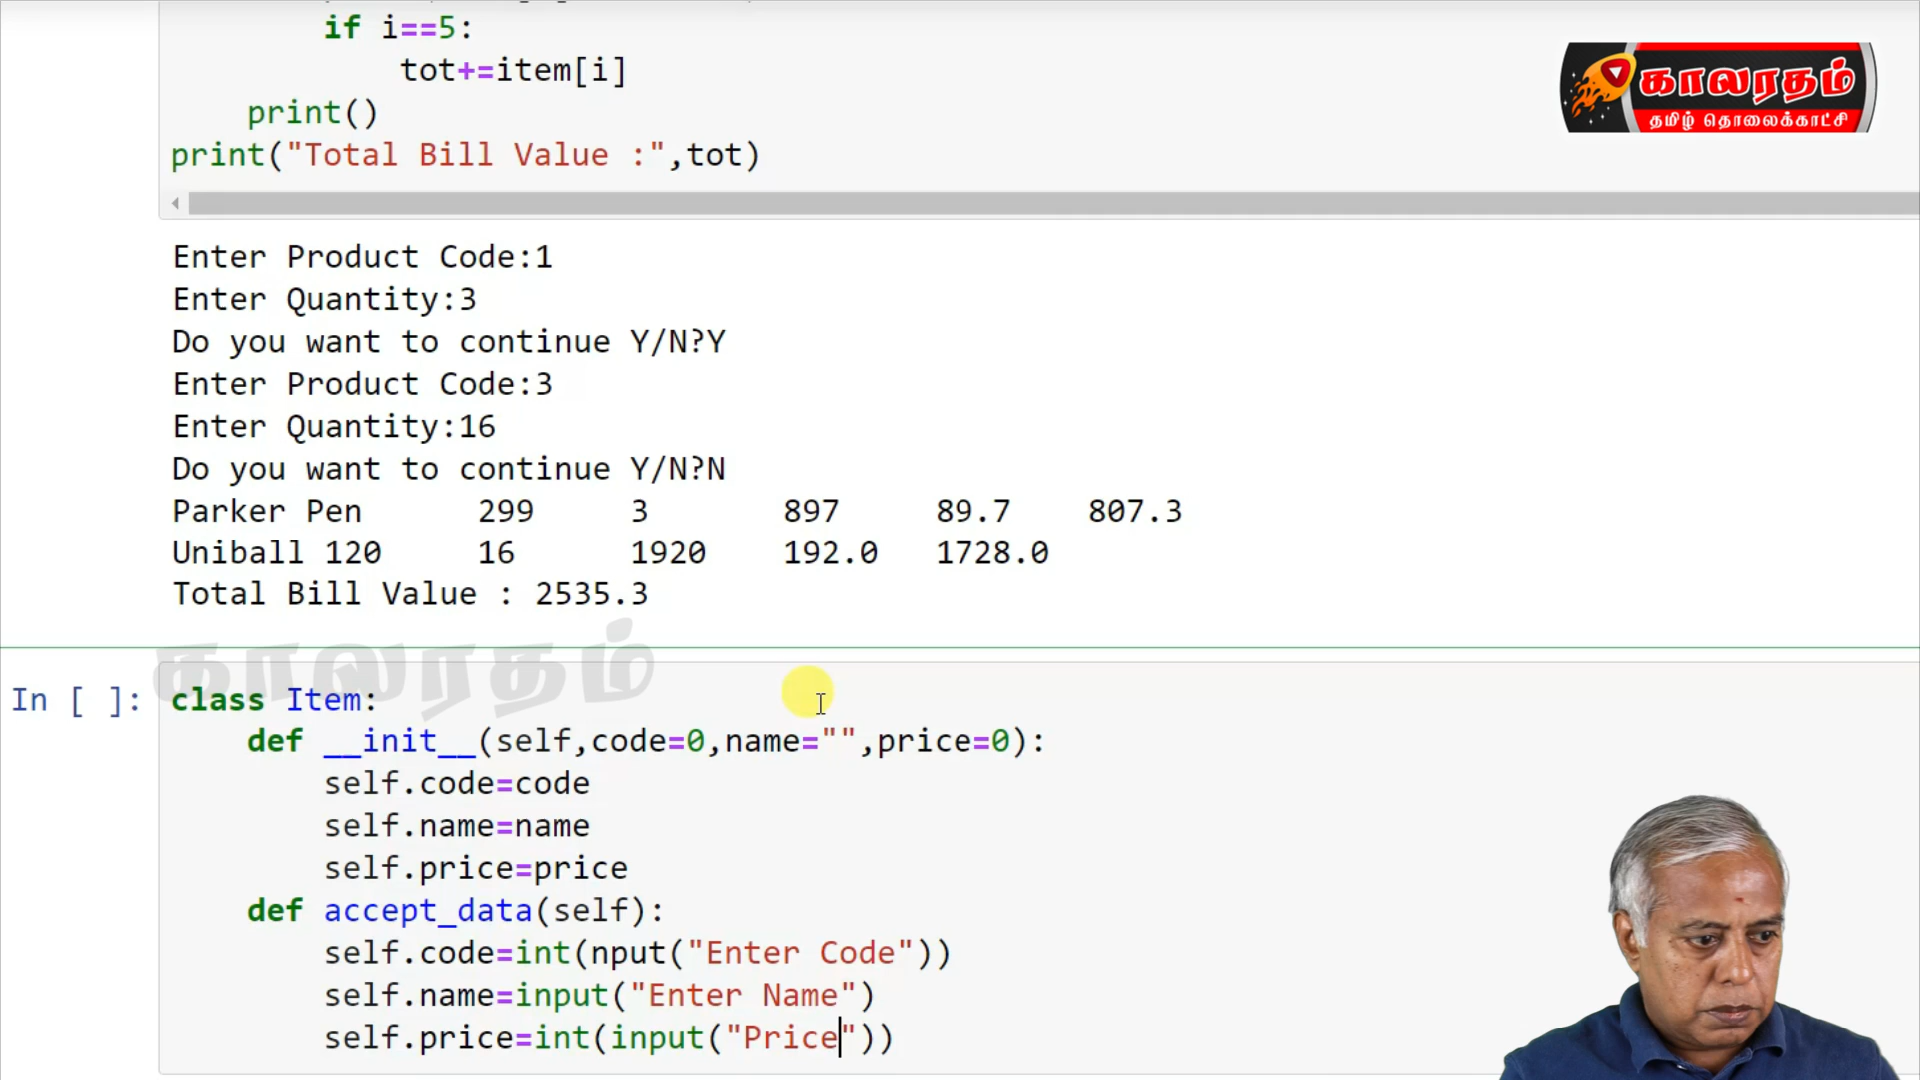 if i==5:
tot+=item[i]
print()
print("Total Bill Value :",tot)
காலரதம்
தமிழ் தொலைக்காட்சி
Enter Product Code:1
Enter Quantity:3
Do you want to continue Y/N?Y
Enter Product Code:3
Enter Quantity:16
Do you want to continue Y/N?N
Parker Pen 299 3 897 89.7 807.3
Uniball 120 16 1920 192.0 1728.0
Total Bill Value : 2535.3
காலரதம்
In [ ]: class Item:
def __init__(self,code=0,name="",price=0):
self.code=code
self.name=name
self.price=price
def accept_data(self):
self.code=int(nput("Enter Code"))
self.name=input("Enter Name")
self.price=int(input("Price"))